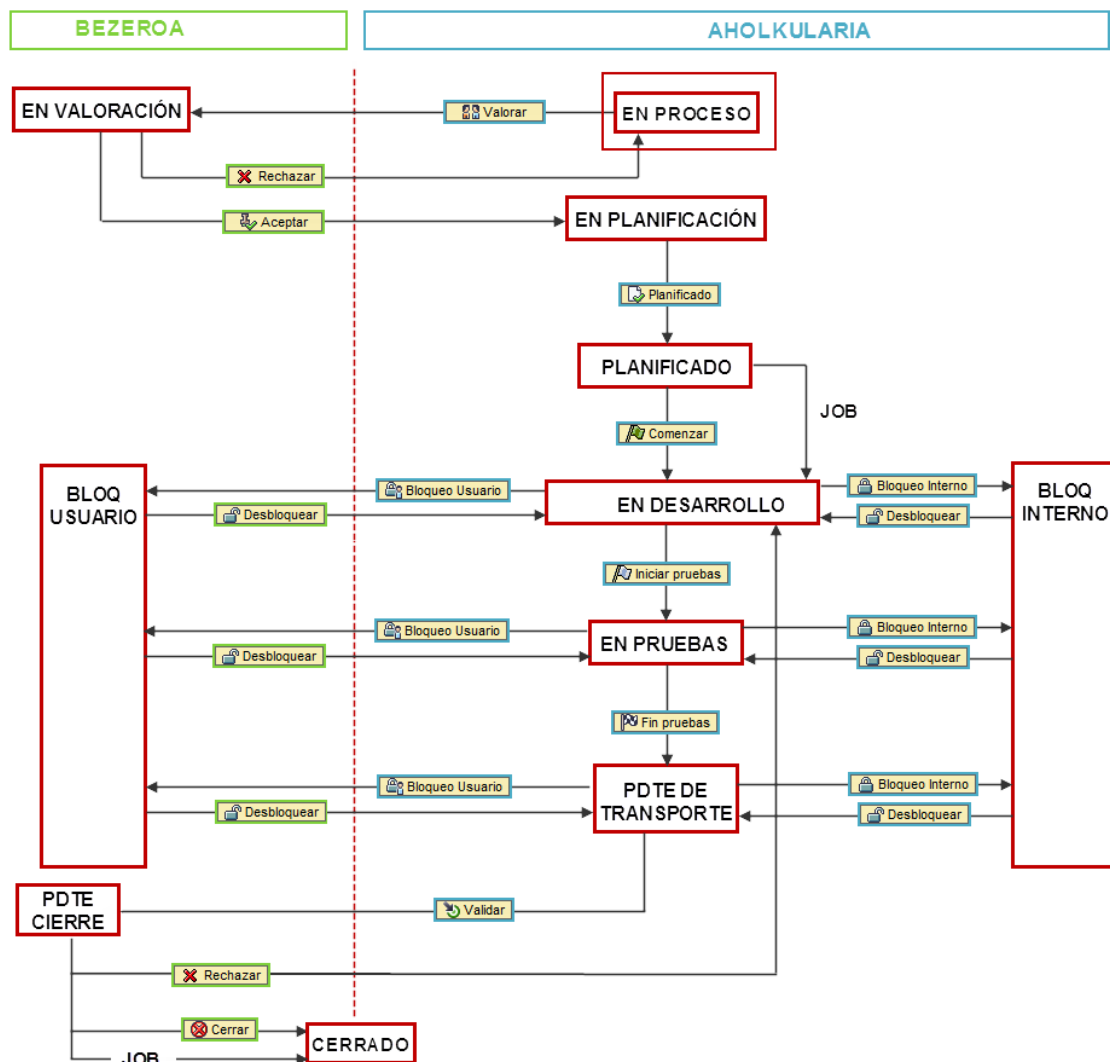 BEZEROA
AHOLKULARIA
EN VALORACIÓN
Valorar
EN PROCESO
Rechazar
Aceptar
EN PLANIFICACIÓN
Planificado
PLANIFICADO
JOB
Comenzar
BLOQ
USUARIO
Bloqueo Usuario
Desbloquear
EN DESARROLLO
Bloqueo Interno
Desbloquear
BLOQ
INTERNO
Iniciar pruebas
Bloqueo Usuario
Desbloquear
EN PRUEBAS
Bloqueo Interno
Desbloquear
Fin pruebas
Bloqueo Usuario
Desbloquear
PDTE DE
TRANSPORTE
Bloqueo Interno
Desbloquear
PDTE
CIERRE
Validar
Rechazar
Cerrar
CERRADO
JOB